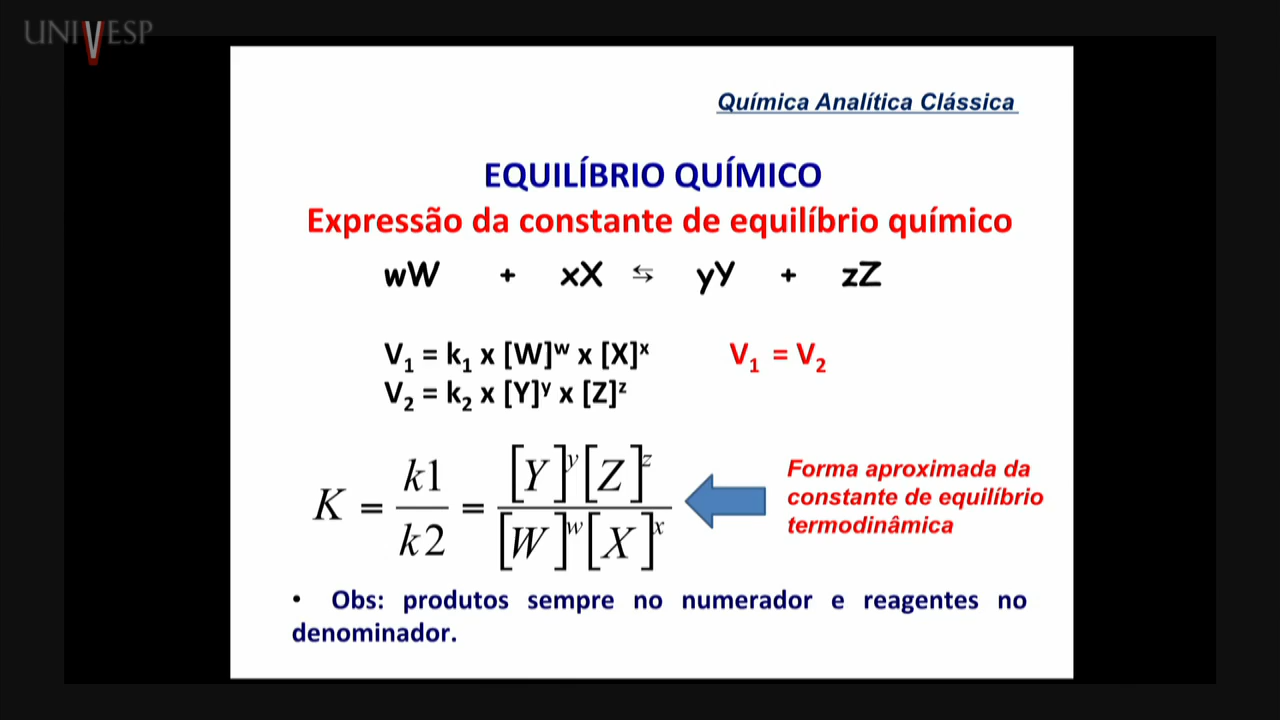 UNIVESP
Química Analítica Clássica
EQUILÍBRIO QUÍMICO
Expressão da constante de equilíbrio químico
wW + xX ⇆ yY + zZ
V₁ = k₁ x [W]ʷ x [X]ˣ V₁ = V₂
V₂ = k₂ x [Y]ʸ x [Z]ᶻ
K = k1/k2 = [Y]ʸ[Z]ᶻ / [W]ʷ[X]ˣ
Forma aproximada da
constante de equilíbrio
termodinâmica
• Obs: produtos sempre no numerador e reagentes no
denominador.